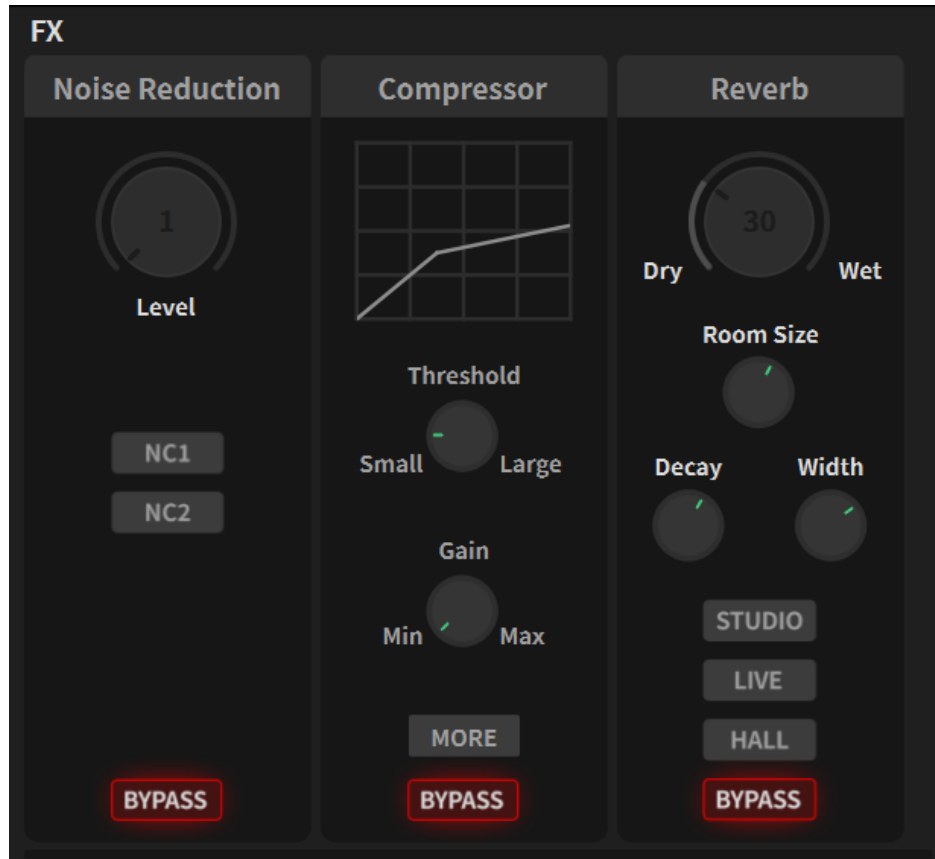 FX
Noise Reduction
1
Level
NC1
NC2
BYPASS
Compressor
Threshold
Small
Large
Gain
Min
Max
MORE
BYPASS
Reverb
30
Dry
Wet
Room Size
Decay
Width
STUDIO
LIVE
HALL
BYPASS